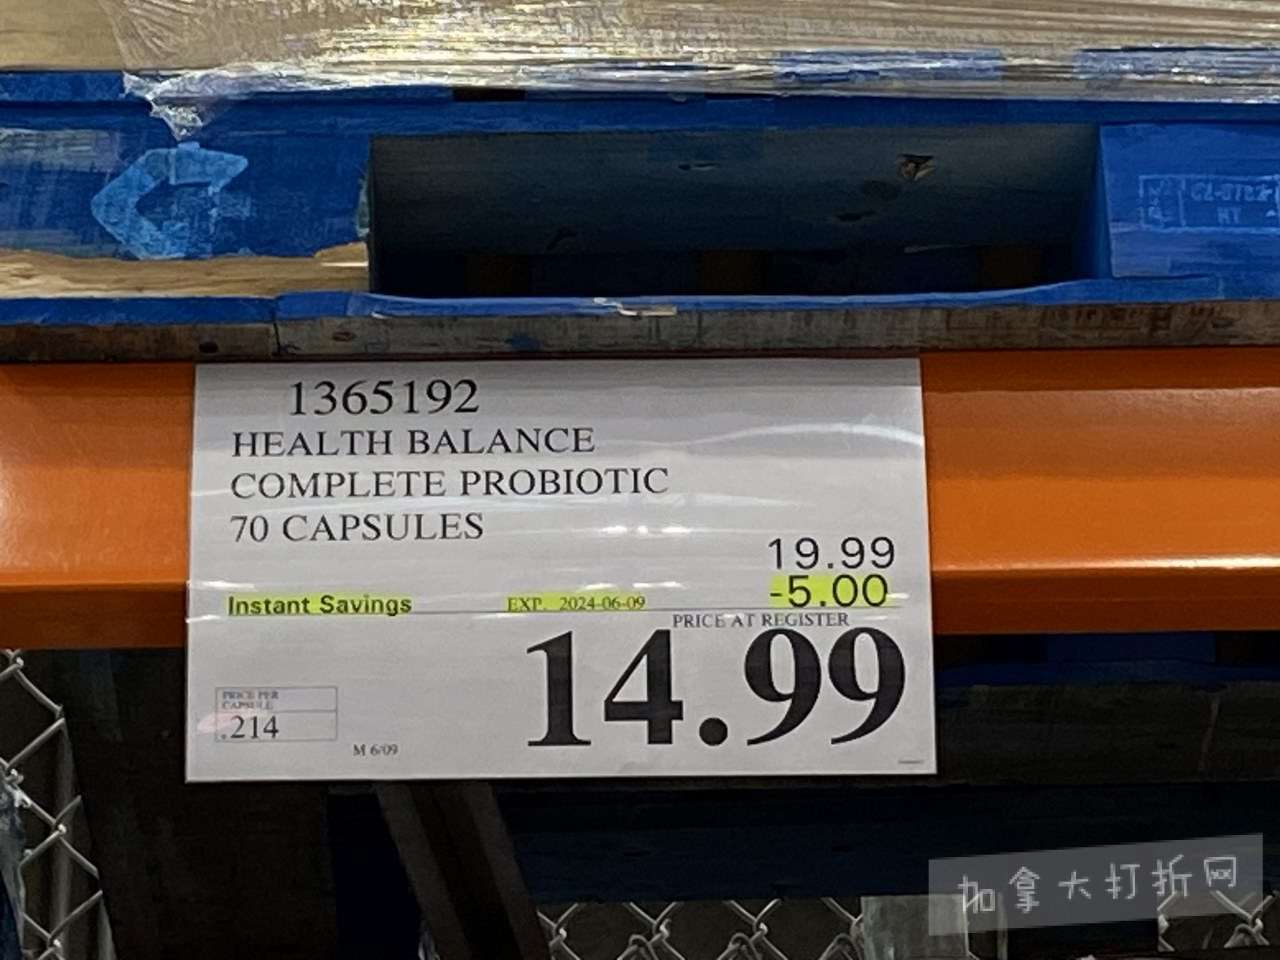 1365192
HEALTH BALANCE
COMPLETE PROBIOTIC
70 CAPSULES
19.99
Instant Savings EXP. 2024-06-09 -5.00
PRICE AT REGISTER
14.99
PRICE PER
CAPSULE
.214
M 6/09
加拿大打折网